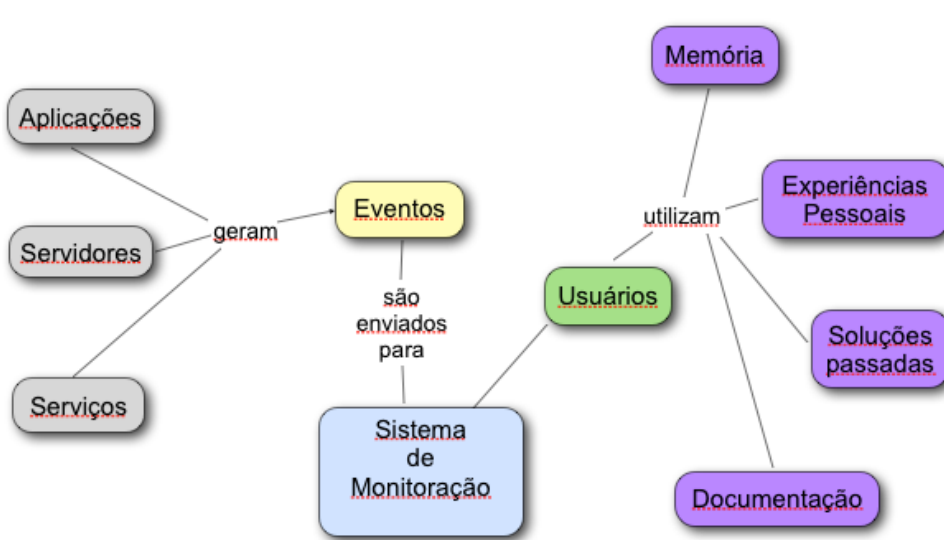 Memória
Aplicações
Experiências
Pessoais
Eventos
utilizam
geram
Servidores
são
enviados
para
Usuários
Soluções
passadas
Serviços
Sistema
de
Monitoração
Documentação